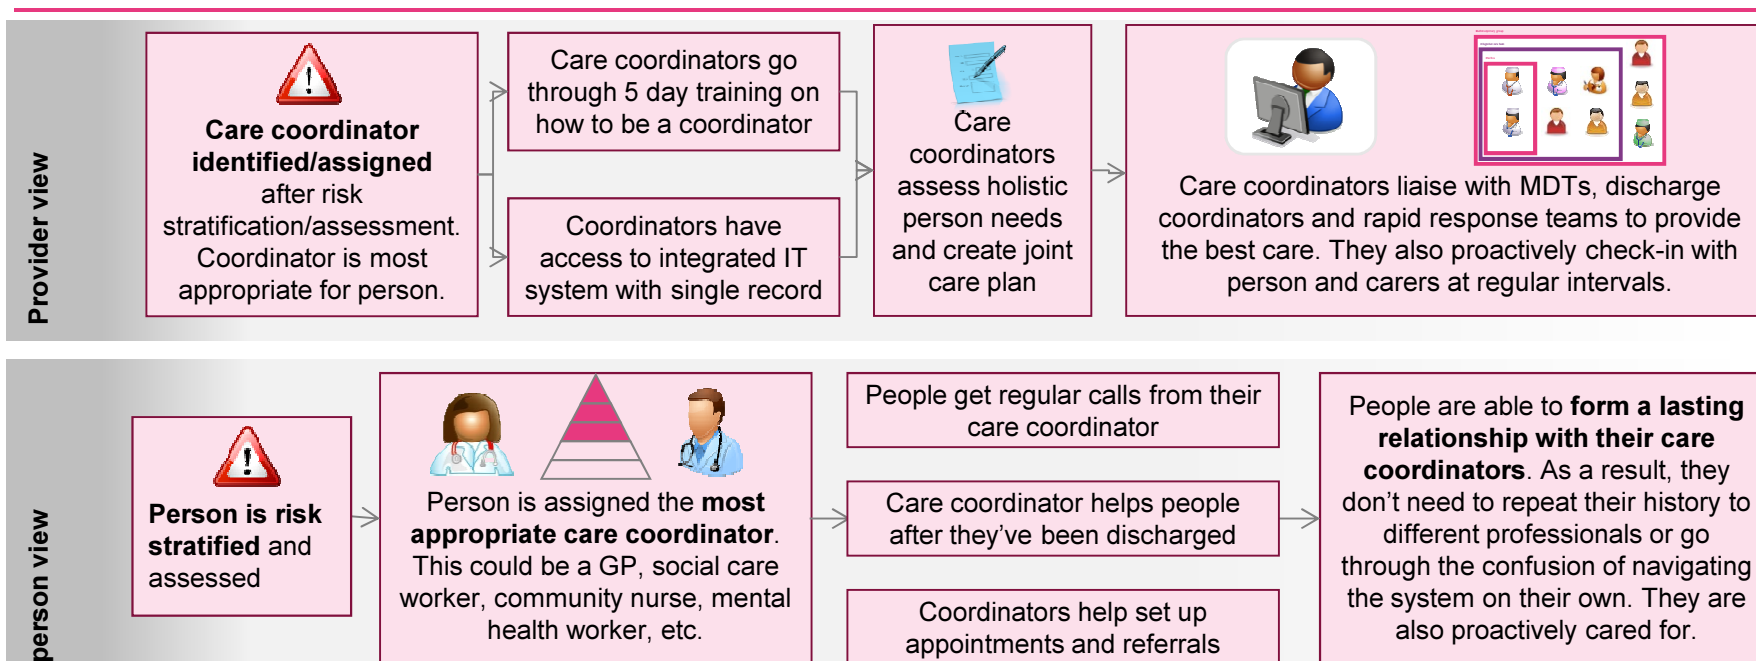 Provider view
Care coordinator
identified/assigned
after risk
stratification/assessment.
Coordinator is most
appropriate for person.
Care coordinators go
through 5 day training on
how to be a coordinator
Coordinators have
access to integrated IT
system with single record
Care
coordinators
assess holistic
person needs
and create joint
care plan
Care coordinators liaise with MDTs, discharge
coordinators and rapid response teams to provide
the best care. They also proactively check-in with
person and carers at regular intervals.
person view
Person is risk
stratified and
assessed
Person is assigned the most
appropriate care coordinator.
This could be a GP, social care
worker, community nurse, mental
health worker, etc.
People get regular calls from their
care coordinator
Care coordinator helps people
after they’ve been discharged
Coordinators help set up
appointments and referrals
People are able to form a lasting
relationship with their care
coordinators. As a result, they
don’t need to repeat their history to
different professionals or go
through the confusion of navigating
the system on their own. They are
also proactively cared for.